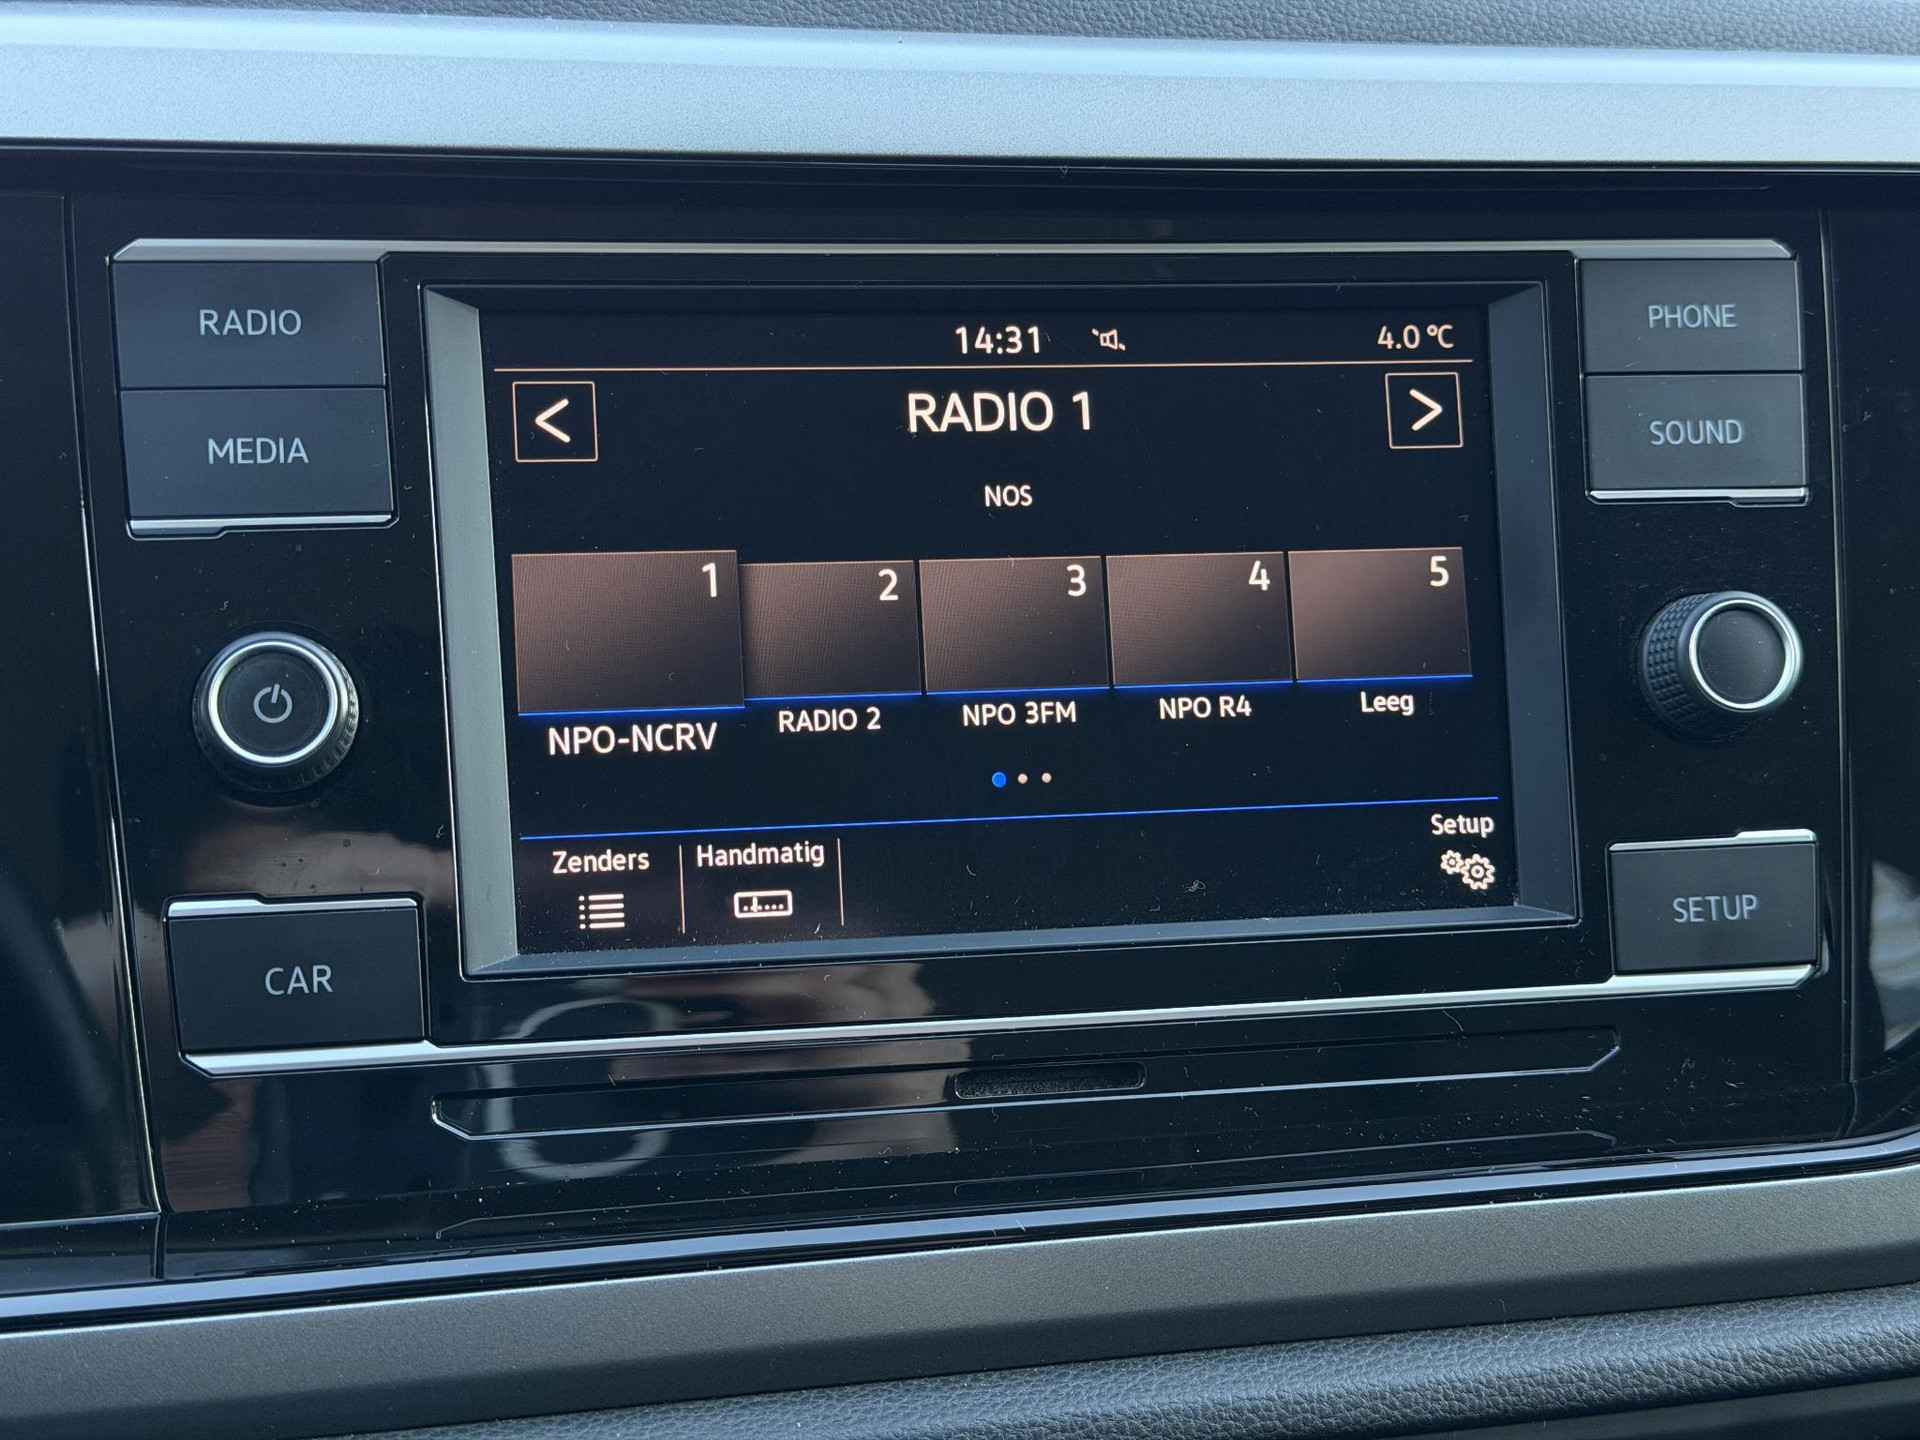 RADIO
MEDIA
CAR
14:31
4.0 °C
<
RADIO 1
>
NOS
1
2
3
4
5
NPO-NCRV
RADIO 2
NPO 3FM
NPO R4
Leeg
Zenders
Handmatig
Setup
PHONE
SOUND
SETUP